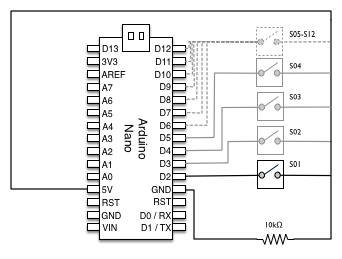 D13 D12 S05-S12
3V3 D11
AREF D10 S04
A7 D9
A6 D8 S03
A5 D7
A4 D6
A3 D5 S02
A2 D4
A1 D3 S01
A0 D2
5V GND
RST RST
GND D0 / RX
VIN D1 / TX
Arduino
Nano
10kΩ